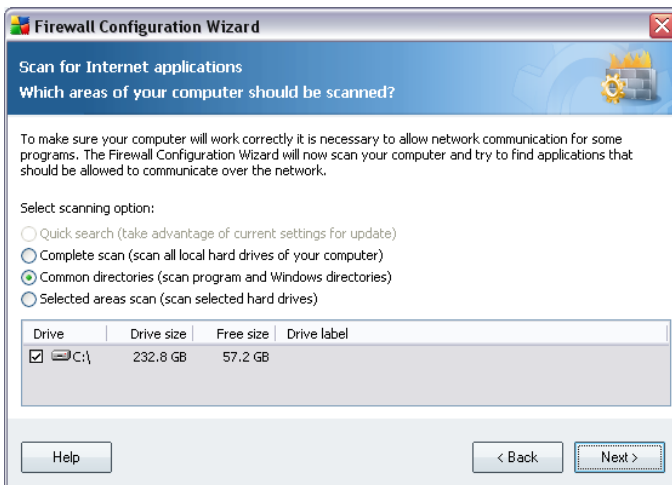 Firewall Configuration Wizard
Scan for Internet applications
Which areas of your computer should be scanned?
To make sure your computer will work correctly it is necessary to allow network communication for some
programs. The Firewall Configuration Wizard will now scan your computer and try to find applications that
should be allowed to communicate over the network.
Select scanning option:
Quick search (take advantage of current settings for update)
Complete scan (scan all local hard drives of your computer)
Common directories (scan program and Windows directories)
Selected areas scan (scan selected hard drives)
Drive Drive size Free size Drive label
C:\ 232.8 GB 57.2 GB
Help < Back Next >